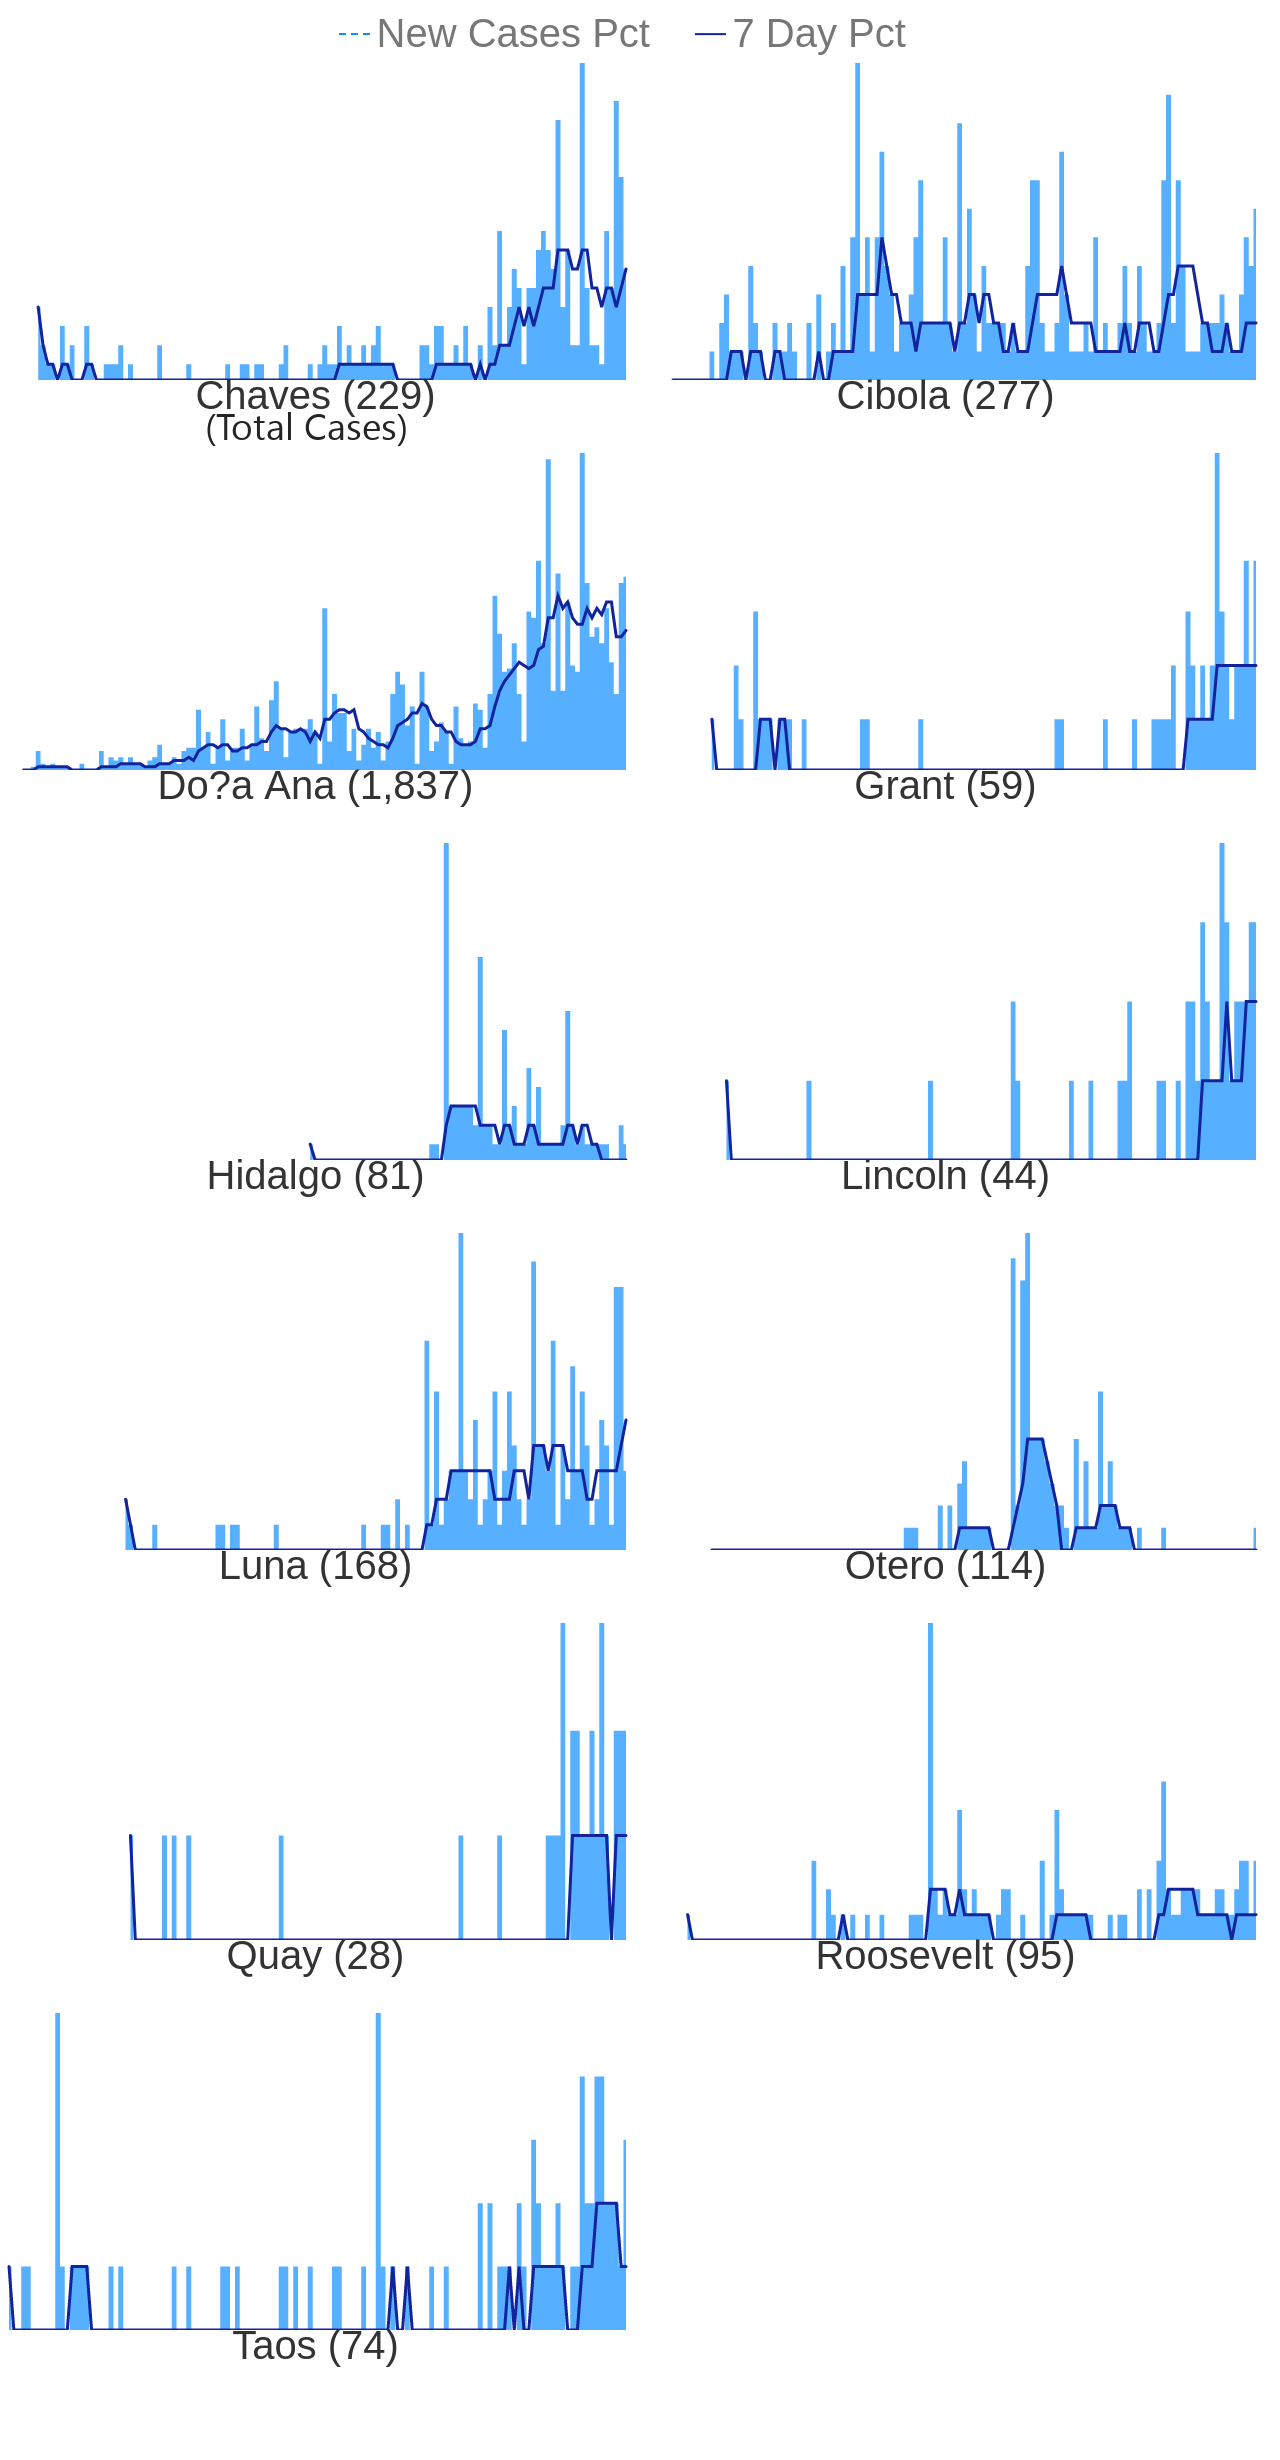 New Cases Pct 7 Day Pct
Chaves (229)
(Total Cases)
Cibola (277)
Do?a Ana (1,837)
Grant (59)
Hidalgo (81)
Lincoln (44)
Luna (168)
Otero (114)
Quay (28)
Roosevelt (95)
Taos (74)